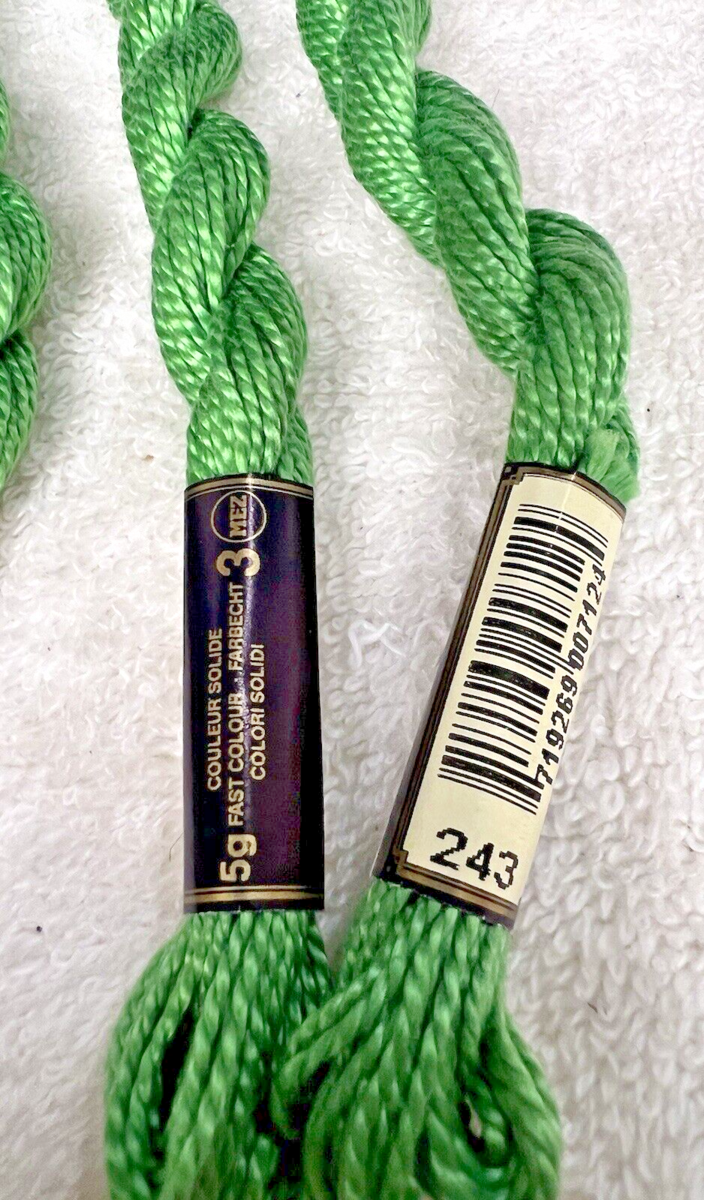 MEZ
3
COULEUR SOLIDE
5g FAST COLOUR . FARBECHT
COLORI SOLIDI
719269 007124
243